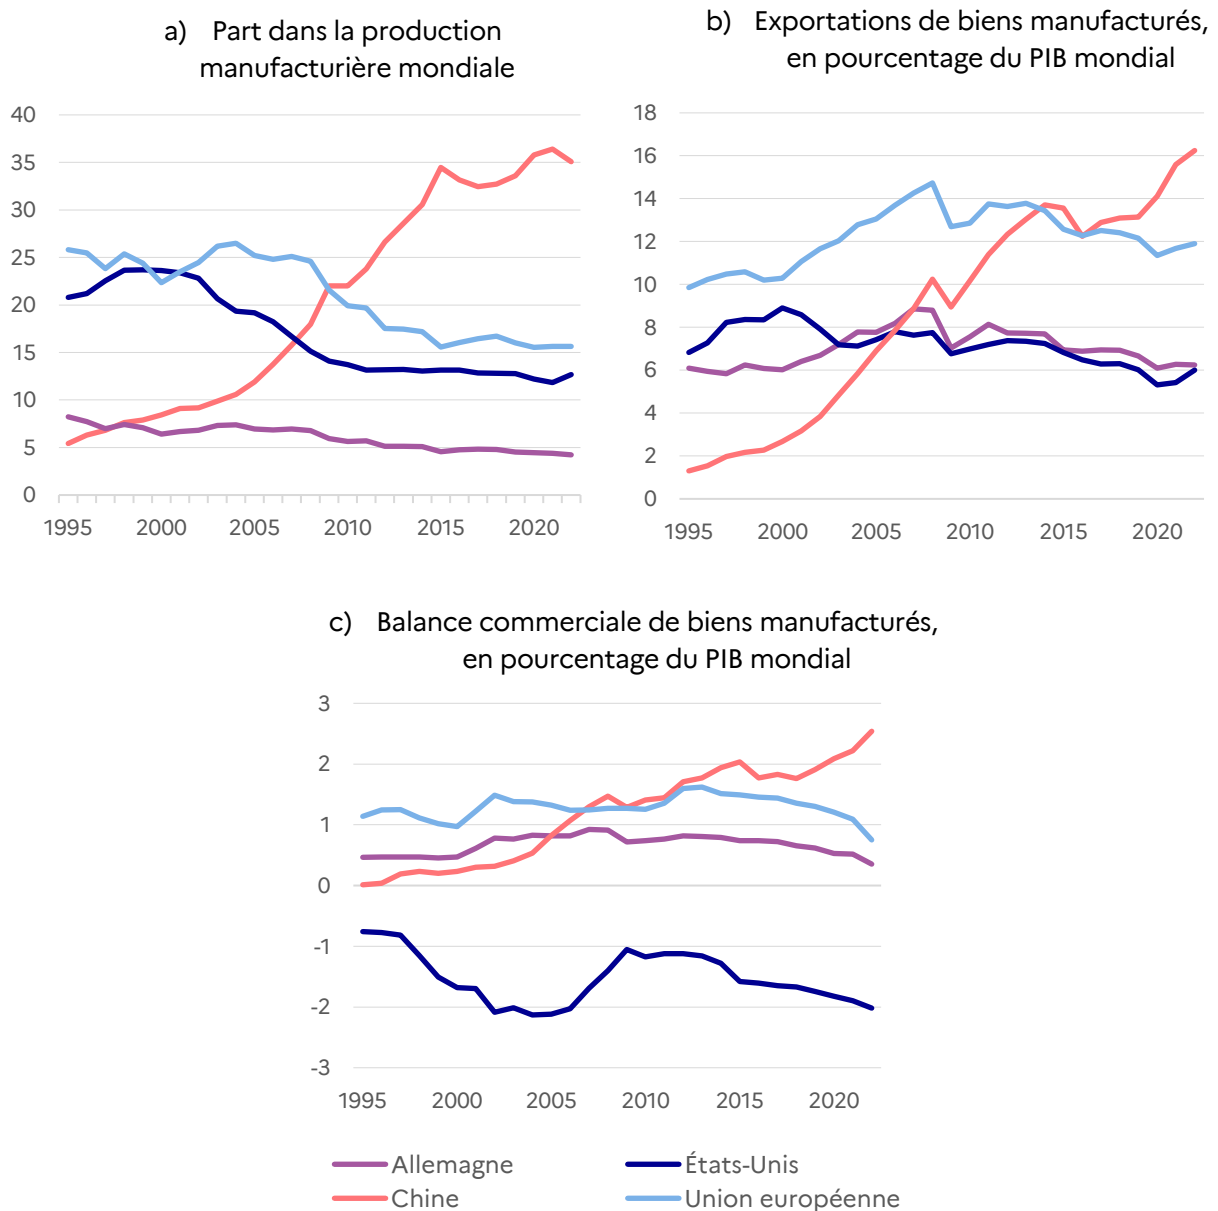 a) Part dans la production
manufacturière mondiale
40
35
30
25
20
15
10
5
0
1995 2000 2005 2010 2015 2020
b) Exportations de biens manufacturés,
en pourcentage du PIB mondial
18
16
14
12
10
8
6
4
2
0
1995 2000 2005 2010 2015 2020
c) Balance commerciale de biens manufacturés,
en pourcentage du PIB mondial
3
2
1
0
-1
-2
-3
1995 2000 2005 2010 2015 2020
Allemagne États-Unis
Chine Union européenne